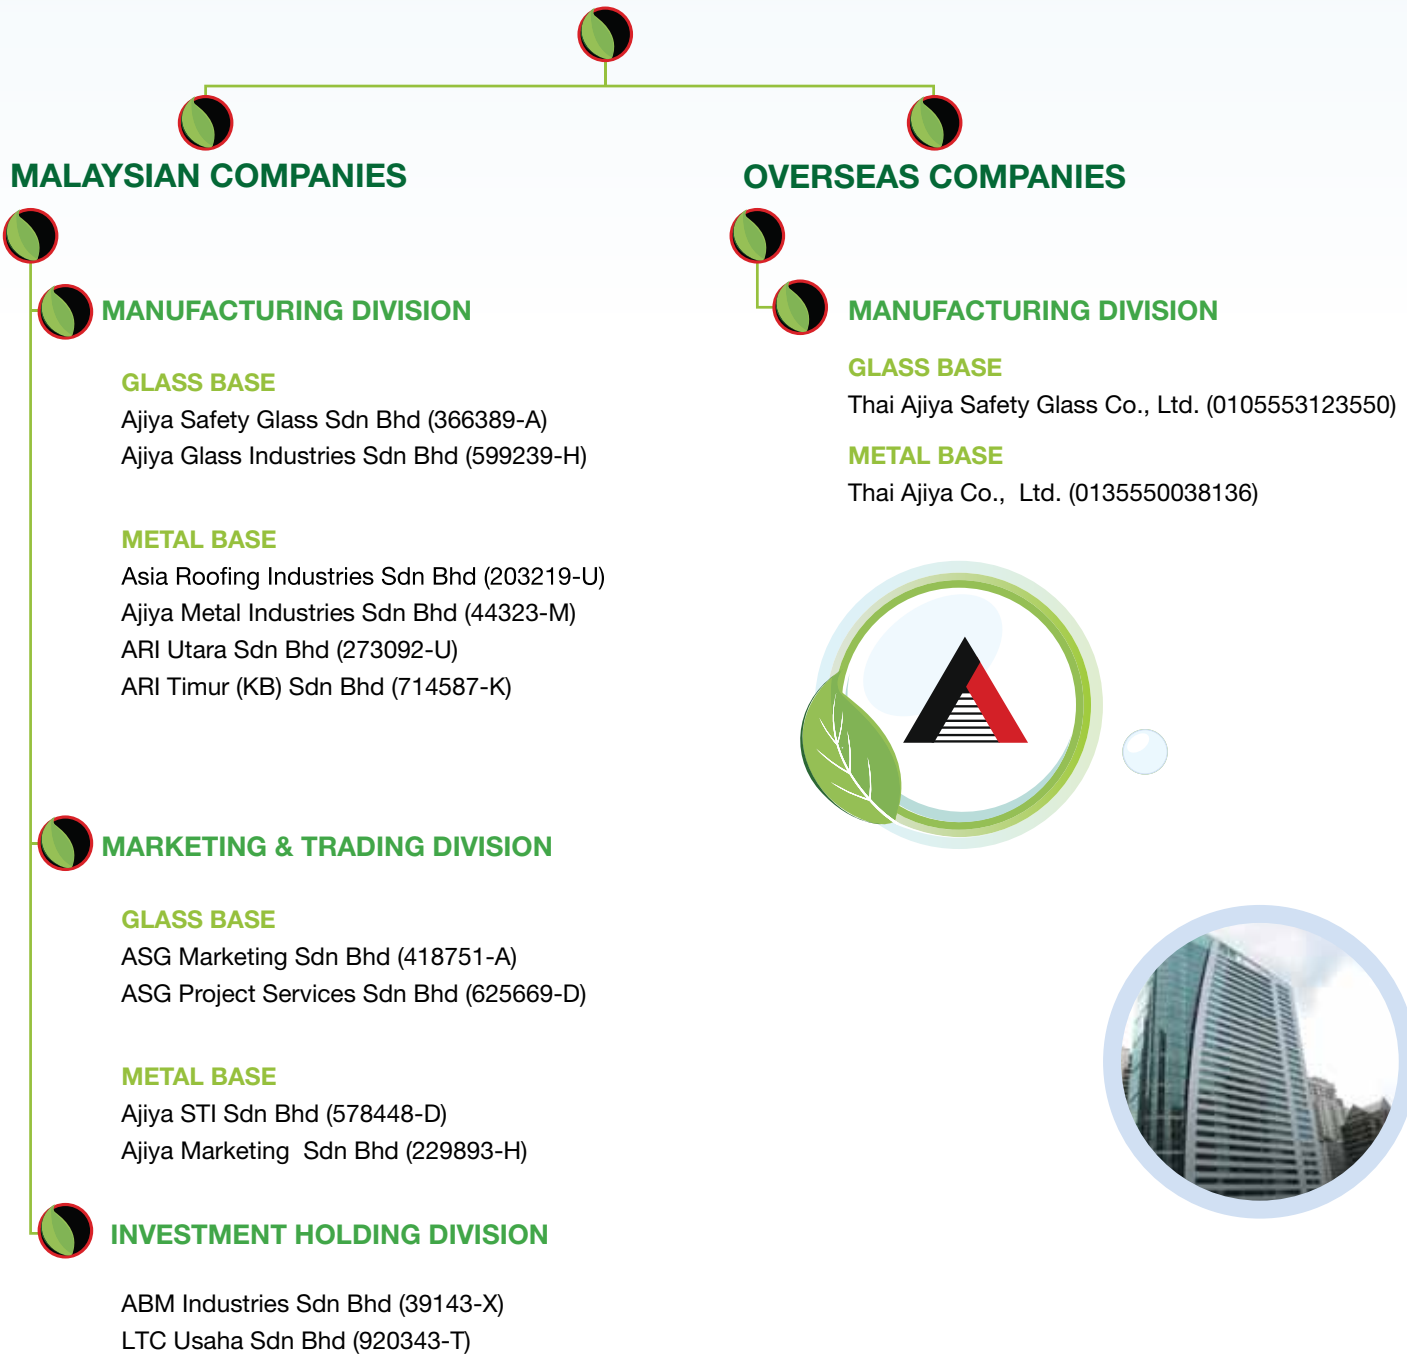 MALAYSIAN COMPANIES
MANUFACTURING DIVISION
GLASS BASE
Ajiya Safety Glass Sdn Bhd (366389-A)
Ajiya Glass Industries Sdn Bhd (599239-H)
METAL BASE
Asia Roofing Industries Sdn Bhd (203219-U)
Ajiya Metal Industries Sdn Bhd (44323-M)
ARI Utara Sdn Bhd (273092-U)
ARI Timur (KB) Sdn Bhd (714587-K)
MARKETING & TRADING DIVISION
GLASS BASE
ASG Marketing Sdn Bhd (418751-A)
ASG Project Services Sdn Bhd (625669-D)
METAL BASE
Ajiya STI Sdn Bhd (578448-D)
Ajiya Marketing Sdn Bhd (229893-H)
INVESTMENT HOLDING DIVISION
ABM Industries Sdn Bhd (39143-X)
LTC Usaha Sdn Bhd (920343-T)
OVERSEAS COMPANIES
MANUFACTURING DIVISION
GLASS BASE
Thai Ajiya Safety Glass Co., Ltd. (0105553123550)
METAL BASE
Thai Ajiya Co., Ltd. (0135550038136)